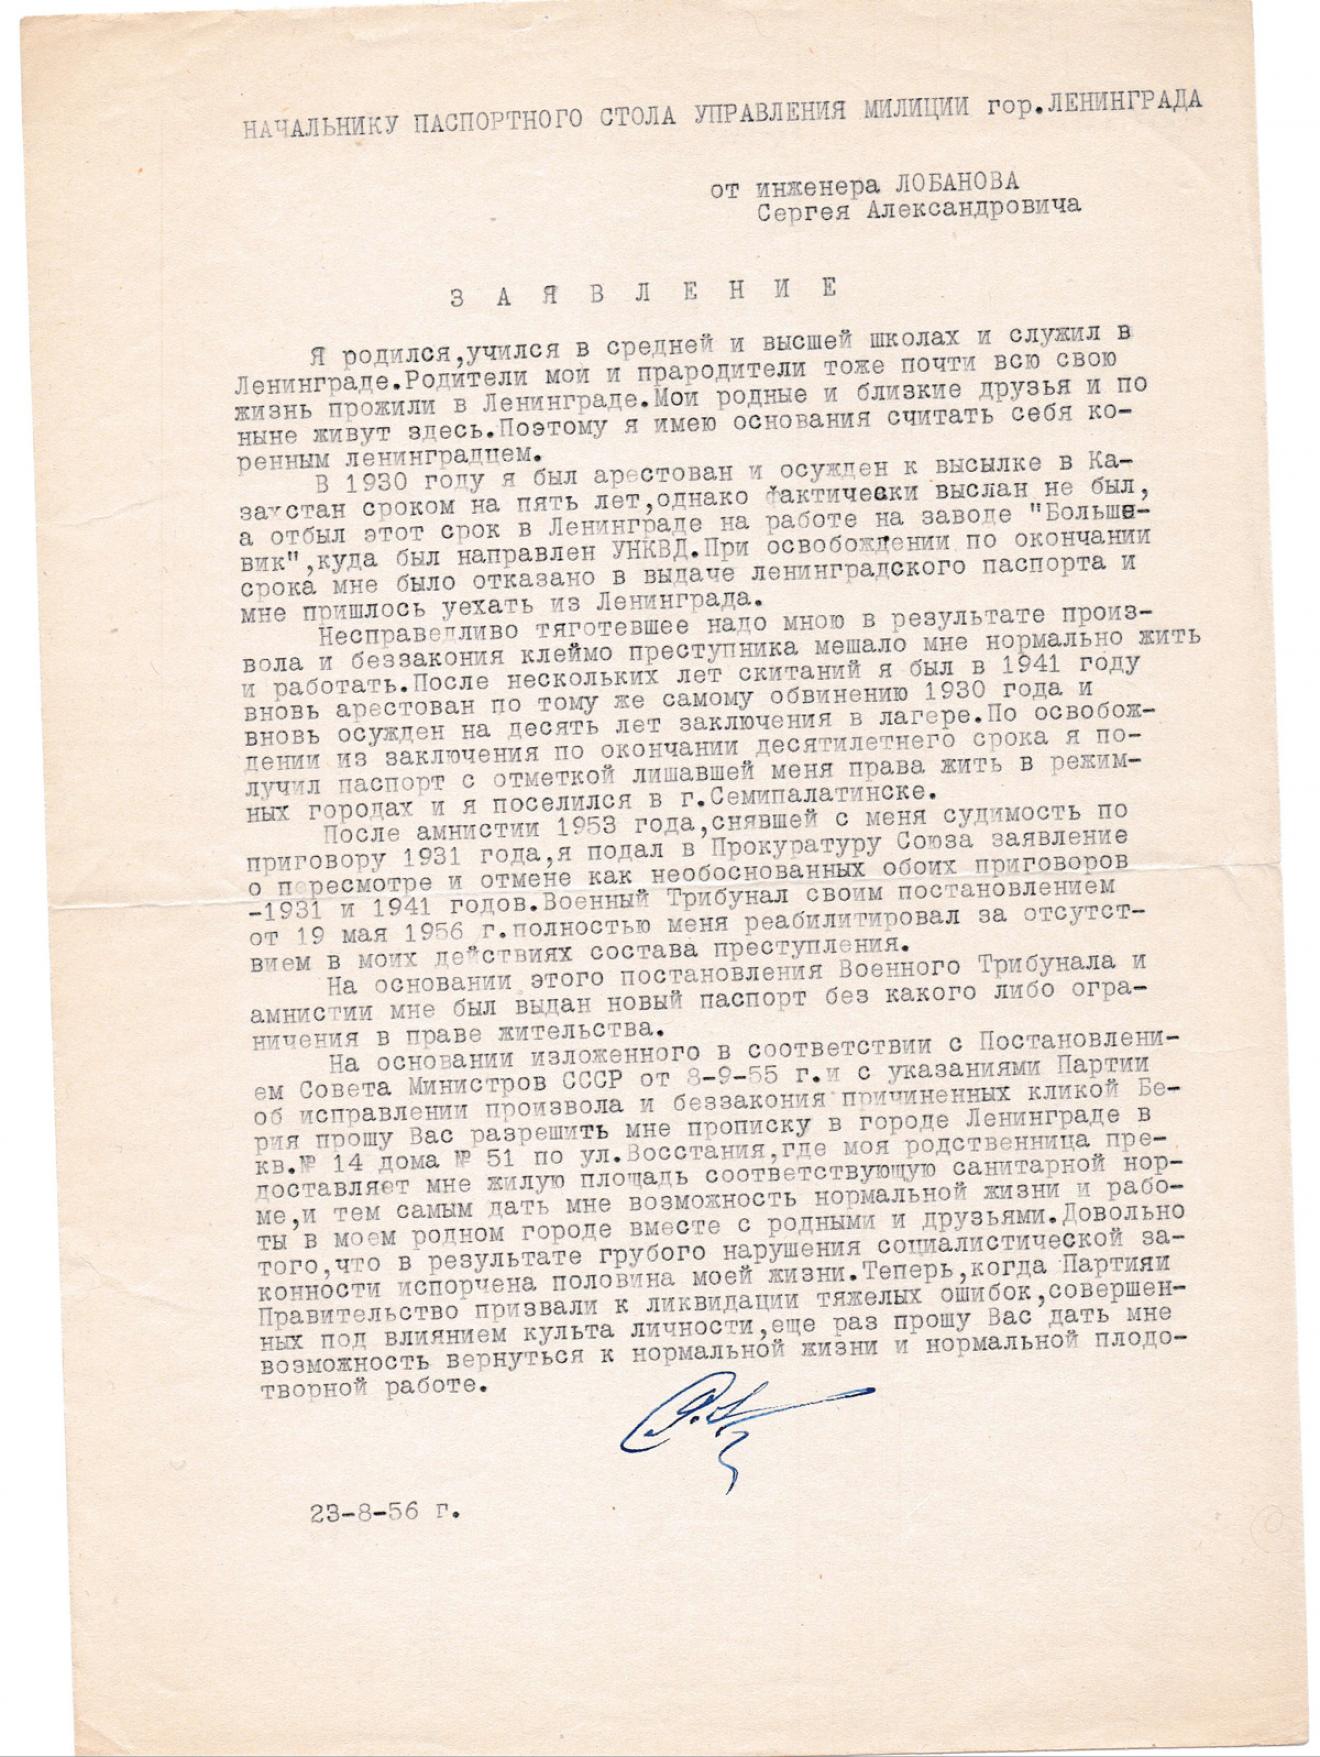 НАЧАЛЬНИКУ ПАСПОРТНОГО СТОЛА УПРАВЛЕНИЯ МИЛИЦИИ гор.ЛЕНИНГРАДА
от инженера ЛОБАНОВА
Сергея Александровича
З А Я В Л Е Н И Е
Я родился,учился в средней и высшей школах и служил в
Ленинграде.Родители мои и прародители тоже почти всю свою
жизнь прожили в Ленинграде.Мои родные и близкие друзья и по
ныне живут здесь.Поэтому я имею основания считать себя ко-
ренным ленинградцем.
В 1930 году я был арестован и осужден к высылке в Ка-
захстан сроком на пять лет,однако фактически выслан не был,
а отбыл этот срок в Ленинграде на работе на заводе "Больше-
вик",куда был направлен УНКВД.При освобождении по окончании
срока мне было отказано в выдаче ленинградского паспорта и
мне пришлось уехать из Ленинграда.
Несправедливо тяготевшее надо мною в результате произ-
вола и беззакония клеймо преступника мешало мне нормально жить
и работать.После нескольких лет скитаний я был в 1941 году
вновь арестован по тому же самому обвинению 1930 года и
вновь осужден на десять лет заключения в лагере.По освобож-
дении из заключения по окончании десятилетнего срока я по-
лучил паспорт с отметкой лишавшей меня права жить в режим-
ных городах и я поселился в г.Семипалатинске.
После амнистии 1953 года,снявшей с меня судимость по
приговору 1931 года,я подал в Прокуратуру Союза заявление
о пересмотре и отмене как необоснованных обоих приговоров
-1931 и 1941 годов.Военный Трибунал своим постановлением
от 19 мая 1956 г.полностью меня реабилитировал за отсутст-
вием в моих действиях состава преступления.
На основании этого постановления Военного Трибунала и
амнистии мне был выдан новый паспорт без какого либо огра-
ничения в праве жительства.
На основании изложенного в соответствии с Постановлени-
ем Совета Министров СССР от 8-9-55 г.и с указаниями Партии
об исправлении произвола и беззакония причиненных кликой Бе-
рия прошу Вас разрешить мне прописку в городе Ленинграде в
кв.№ 14 дома № 51 по ул.Восстания,где моя родственница пре-
доставляет мне жилую площадь соответствующую санитарной нор-
ме,и тем самым дать мне возможность нормальной жизни и рабо-
ты в моем родном городе вместе с родными и друзьями.Довольно
того,что в результате грубого нарушения социалистической за-
конности испорчена половина моей жизни.Теперь,когда Партияи
Правительство призвали к ликвидации тяжелых ошибок,совершен-
ных под влиянием культа личности,еще раз прошу Вас дать мне
возможность вернуться к нормальной жизни и нормальной плодо-
творной работе.
23-8-56 г.